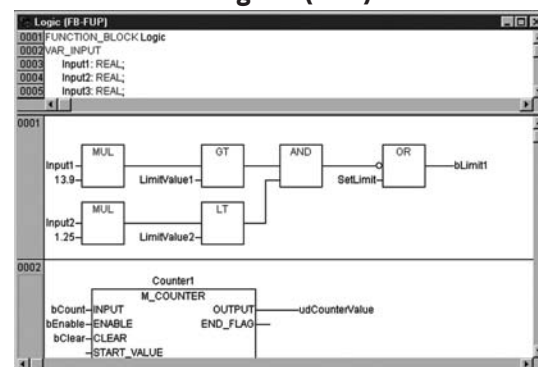 Logic (FB-FUP)
0001 FUNCTION_BLOCK Logic
0002 VAR_INPUT
0003 Input1: REAL;
0004 Input2: REAL;
0005 Input3: REAL;
0001
MUL GT AND OR
Input1 bLimit1
13.9 LimitValue1 SetLimit
MUL LT
Input2
1.25 LimitValue2
0002
Counter1
M_COUNTER
bCount INPUT OUTPUT udCounterValue
bEnable ENABLE END_FLAG
bClear CLEAR
START_VALUE